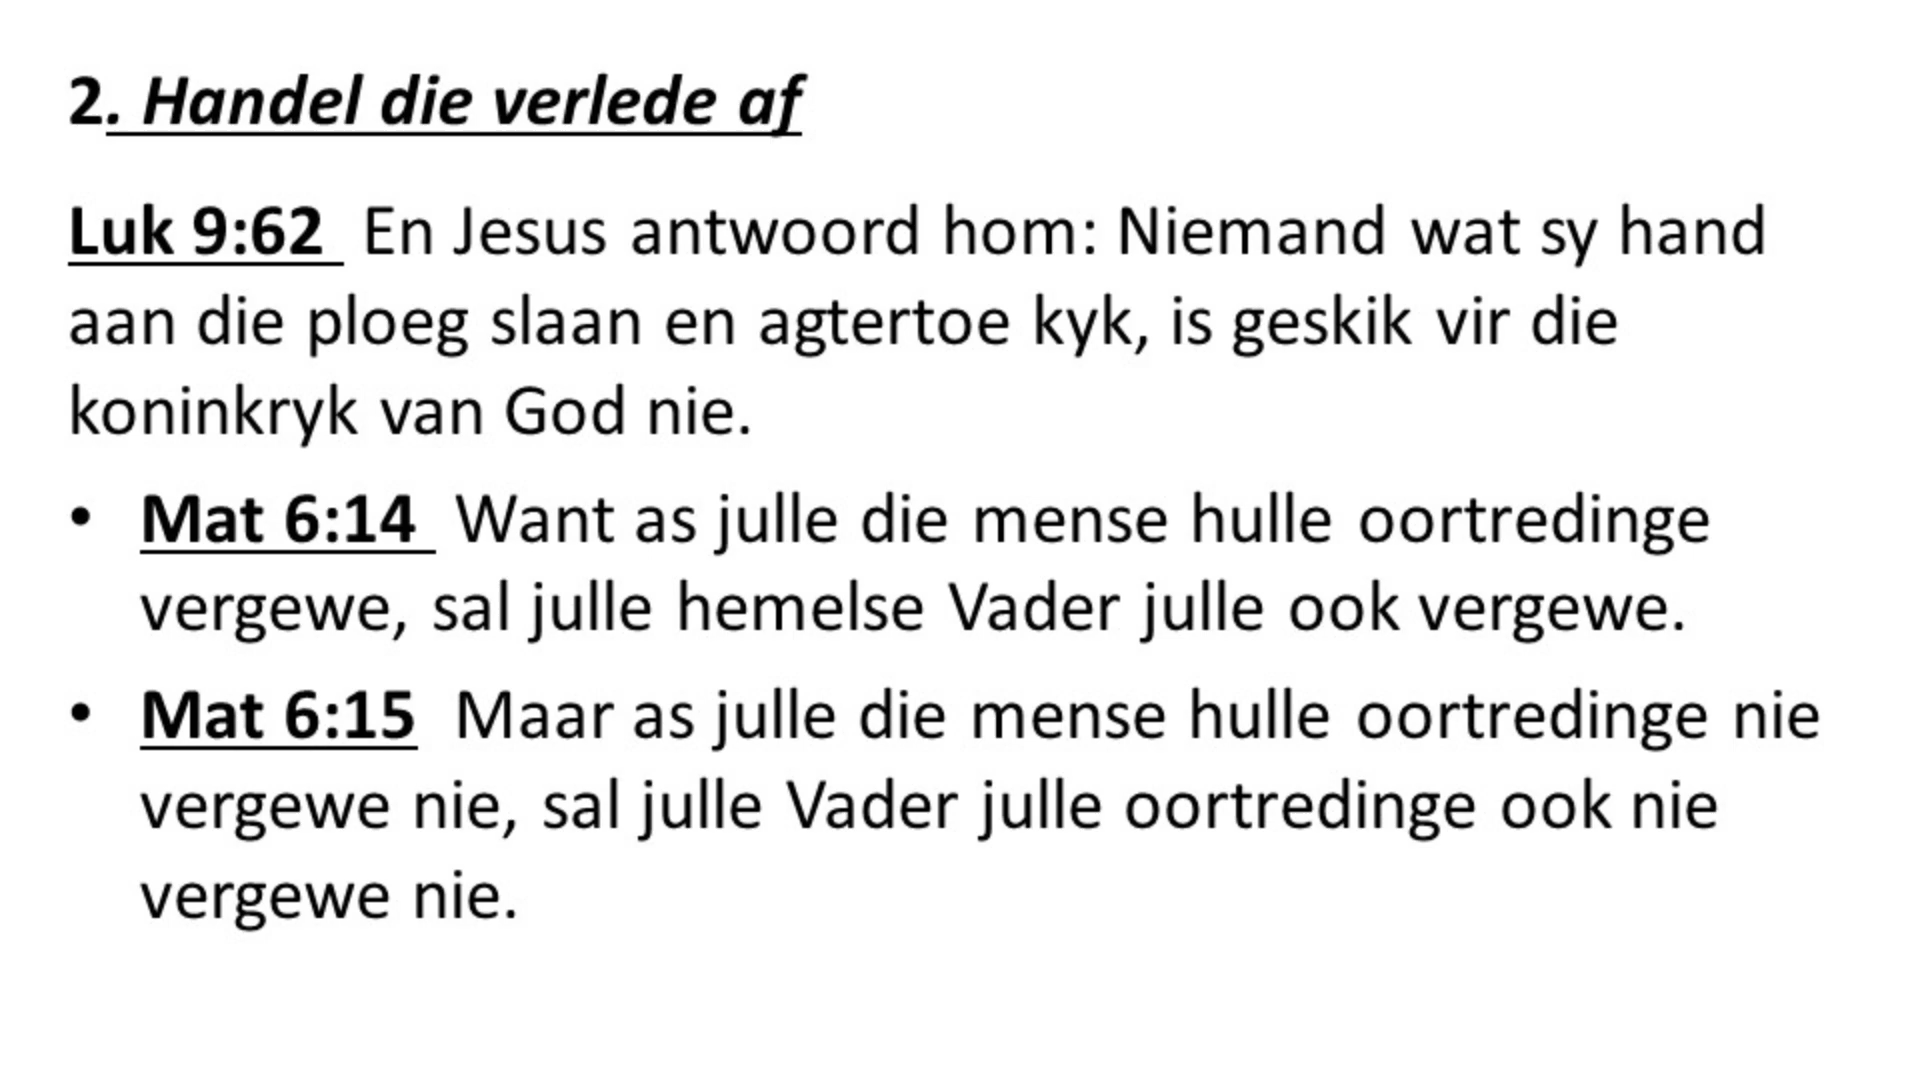 2. Handel die verlede af
Luk 9:62  En Jesus antwoord hom: Niemand wat sy hand
aan die ploeg slaan en agtertoe kyk, is geskik vir die
koninkryk van God nie.
• Mat 6:14  Want as julle die mense hulle oortredinge
vergewe, sal julle hemelse Vader julle ook vergewe.
• Mat 6:15  Maar as julle die mense hulle oortredinge nie
vergewe nie, sal julle Vader julle oortredinge ook nie
vergewe nie.